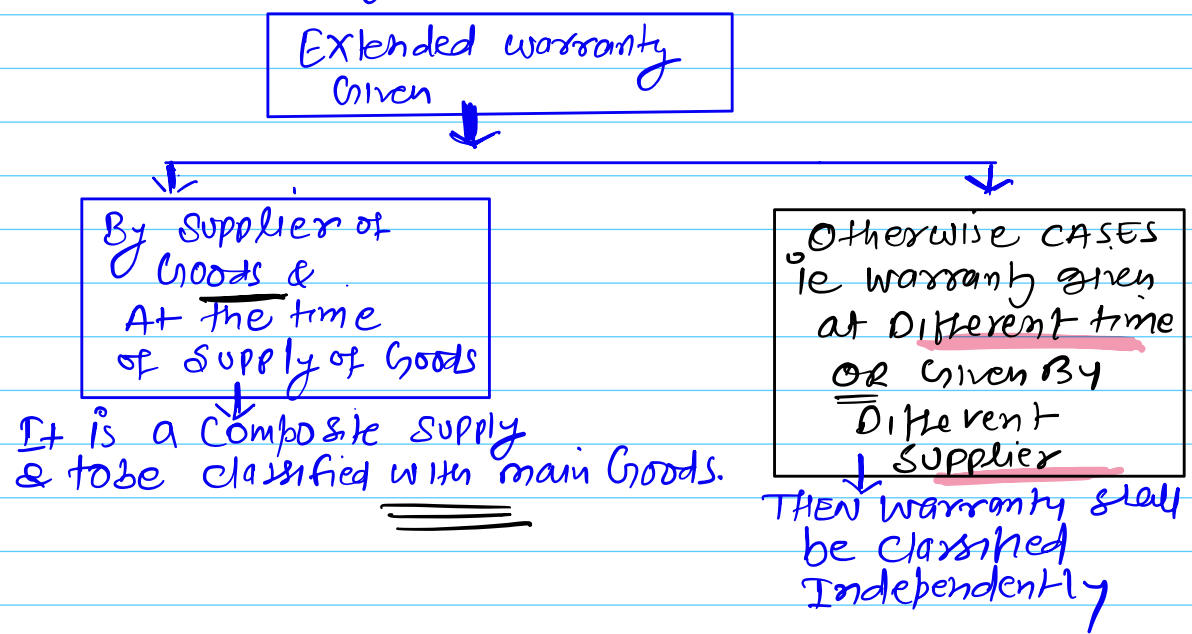 Extended warranty
Given
By Supplier of
Goods &
At the time
of Supply of Goods
It is a Composite Supply
& tobe classified with main Goods.
Otherwise CASES
ie warranty given
at Different time
OR Given By
Different
Supplier
THEN warranty shall
be classified
Independently